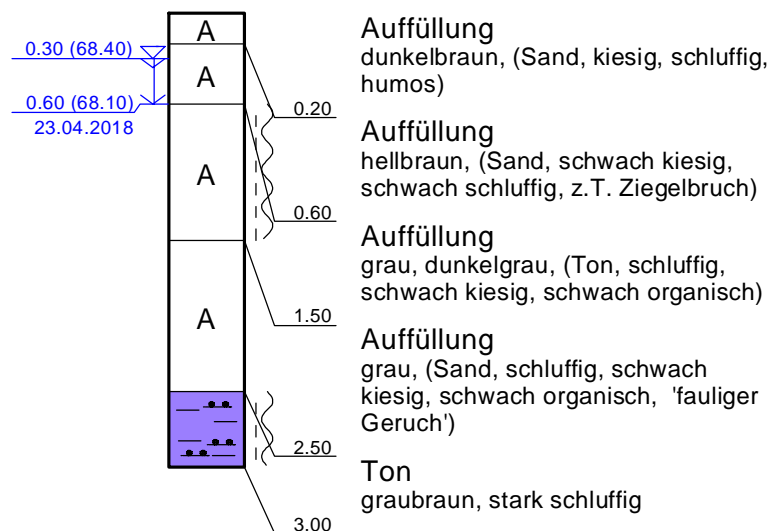 A
Auffüllung
dunkelbraun, (Sand, kiesig, schluffig,
humos)
0.30 (68.40)
A
0.60 (68.10)
23.04.2018
0.20
Auffüllung
hellbraun, (Sand, schwach kiesig,
schwach schluffig, z.T. Ziegelbruch)
A
0.60
Auffüllung
grau, dunkelgrau, (Ton, schluffig,
schwach kiesig, schwach organisch)
A
1.50
Auffüllung
grau, (Sand, schluffig, schwach
kiesig, schwach organisch, 'fauliger
Geruch')
2.50
Ton
graubraun, stark schluffig
3.00